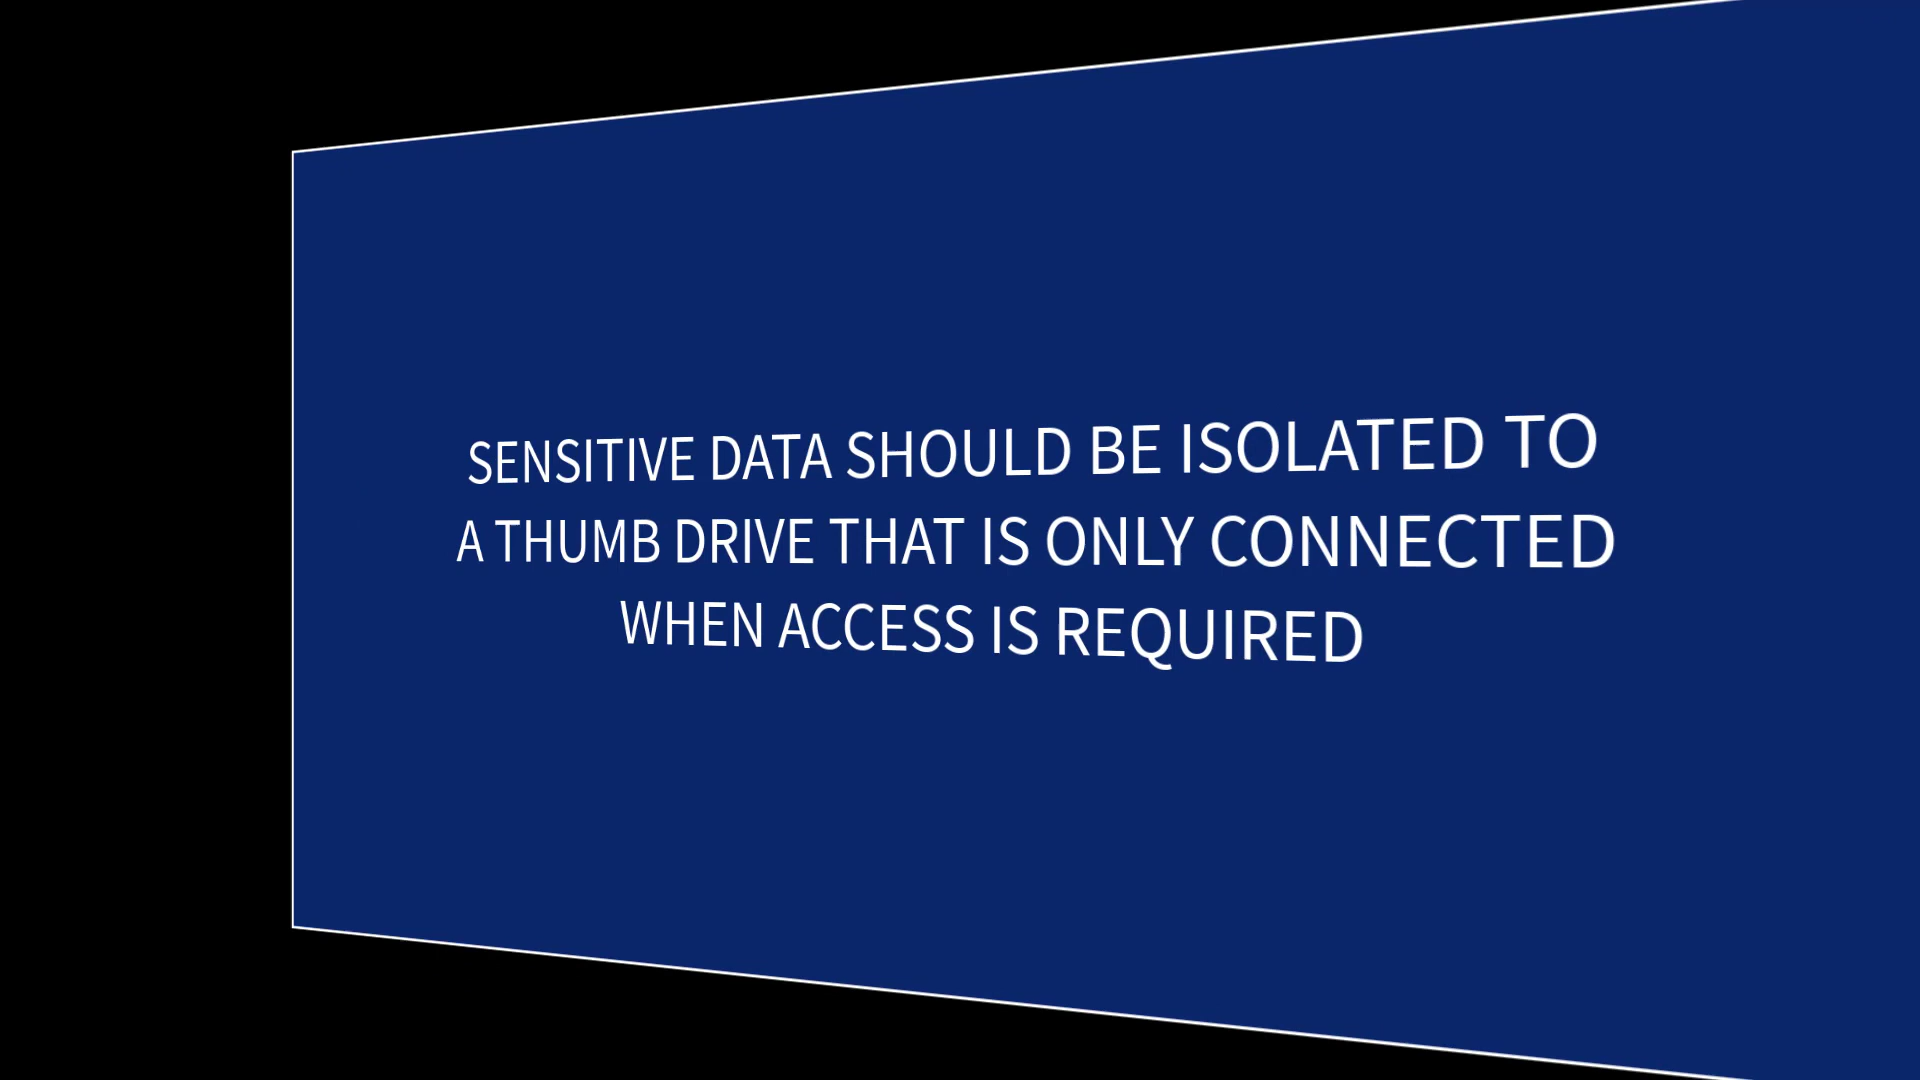 SENSITIVE DATA SHOULD BE ISOLATED TO
A THUMB DRIVE THAT IS ONLY CONNECTED
WHEN ACCESS IS REQUIRED